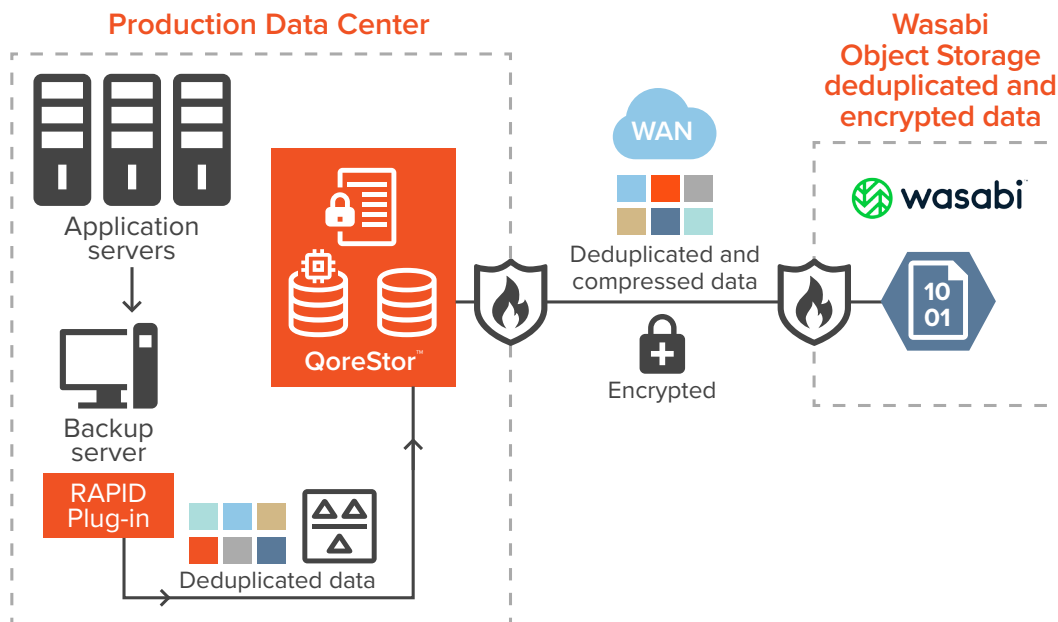 Production Data Center
Application
servers
Backup
server
RAPID
Plug-in
Deduplicated data
QoreStor™
WAN
Deduplicated and
compressed data
Encrypted
Wasabi
Object Storage
deduplicated and
encrypted data
wasabi™
10
01